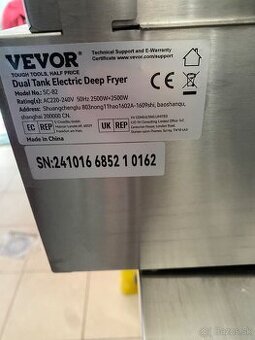 VEVOR®
TOUGH TOOLS, HALF PRICE
Technical Support and E-Warranty
Certificate www.vevor.com/support
Dual Tank Electric Deep Fryer
Model: SC-82
Rating(s):AC220-240V 50Hz 2500W+2500W
Address: Shuangchenglu 803nong11hao1602A-1609shi, baoshanqu,
shanghai 200000 CN.
EC REP
UK REP
Made In China
SN:241016 6852 1 0162
bazos.sk